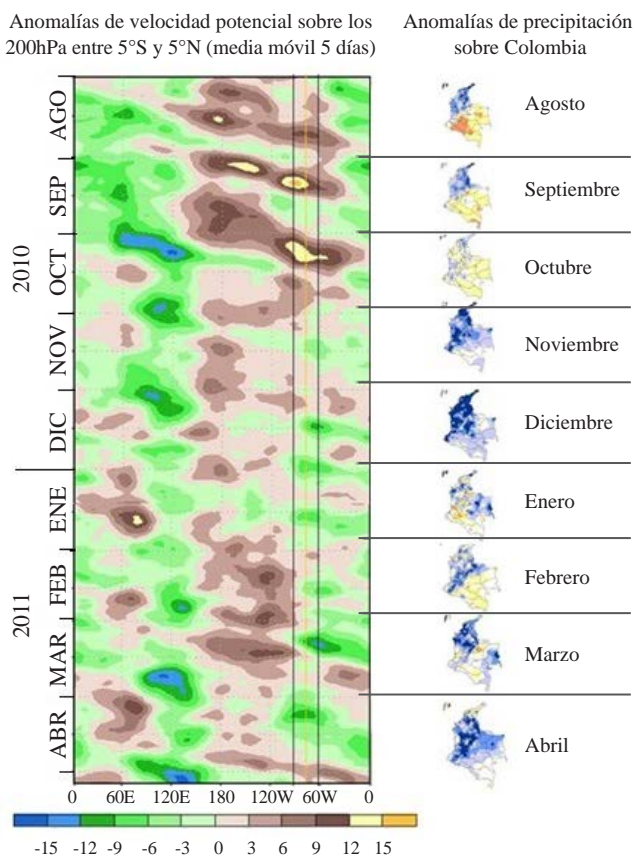 Anomalías de velocidad potencial sobre los
200hPa entre 5°S y 5°N (media móvil 5 días)
Anomalías de precipitación
sobre Colombia
2010
AGO
SEP
OCT
NOV
DIC
2011
ENE
FEB
MAR
ABR
Agosto
Septiembre
Octubre
Noviembre
Diciembre
Enero
Febrero
Marzo
Abril
0 60E 120E 180 120W 60W 0
-15 -12 -9 -6 -3 0 3 6 9 12 15